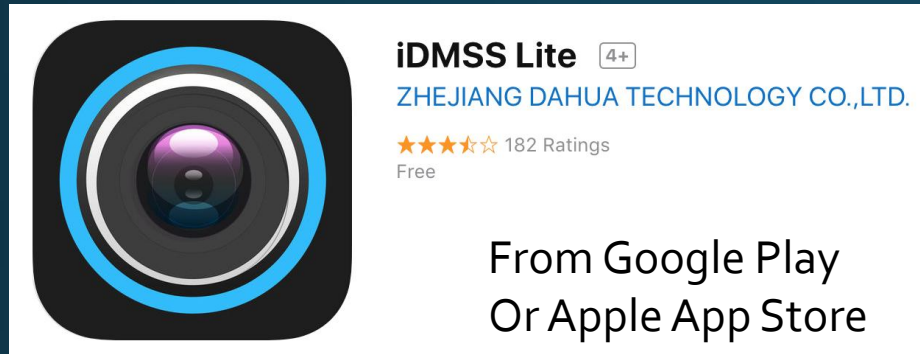 iDMSS Lite 4+
ZHEJIANG DAHUA TECHNOLOGY CO.,LTD.
★★★⯪☆ 182 Ratings
Free
From Google Play
Or Apple App Store